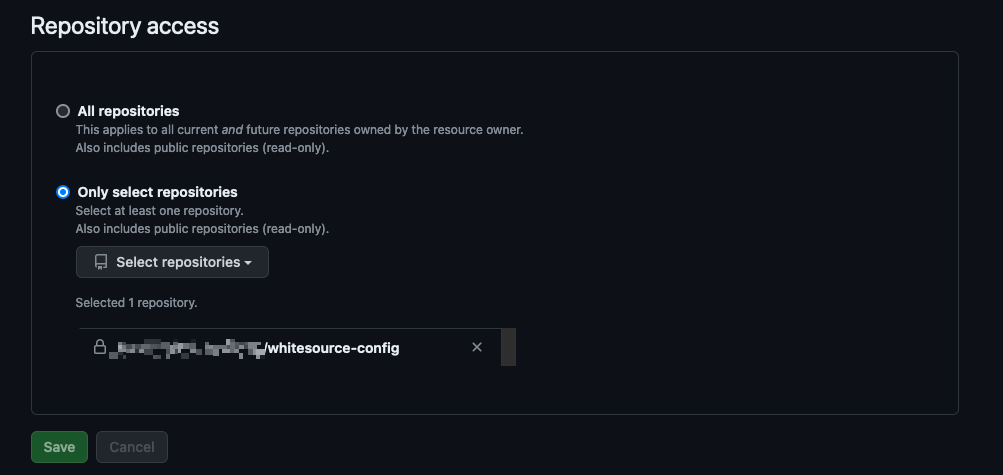 Repository access
All repositories
This applies to all current and future repositories owned by the resource owner.
Also includes public repositories (read-only).
Only select repositories
Select at least one repository.
Also includes public repositories (read-only).
Select repositories
Selected 1 repository.
/whitesource-config
Save
Cancel